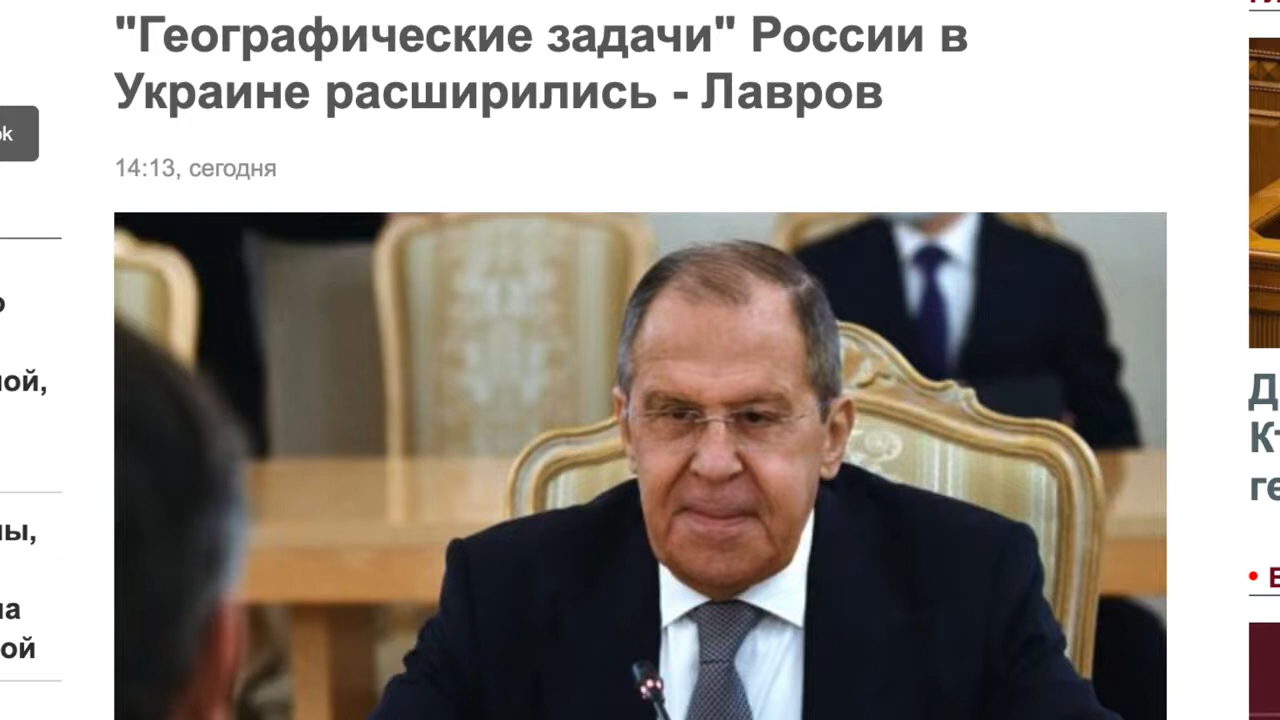 "Географические задачи" России в
Украине расширились - Лавров
14:13, сегодня